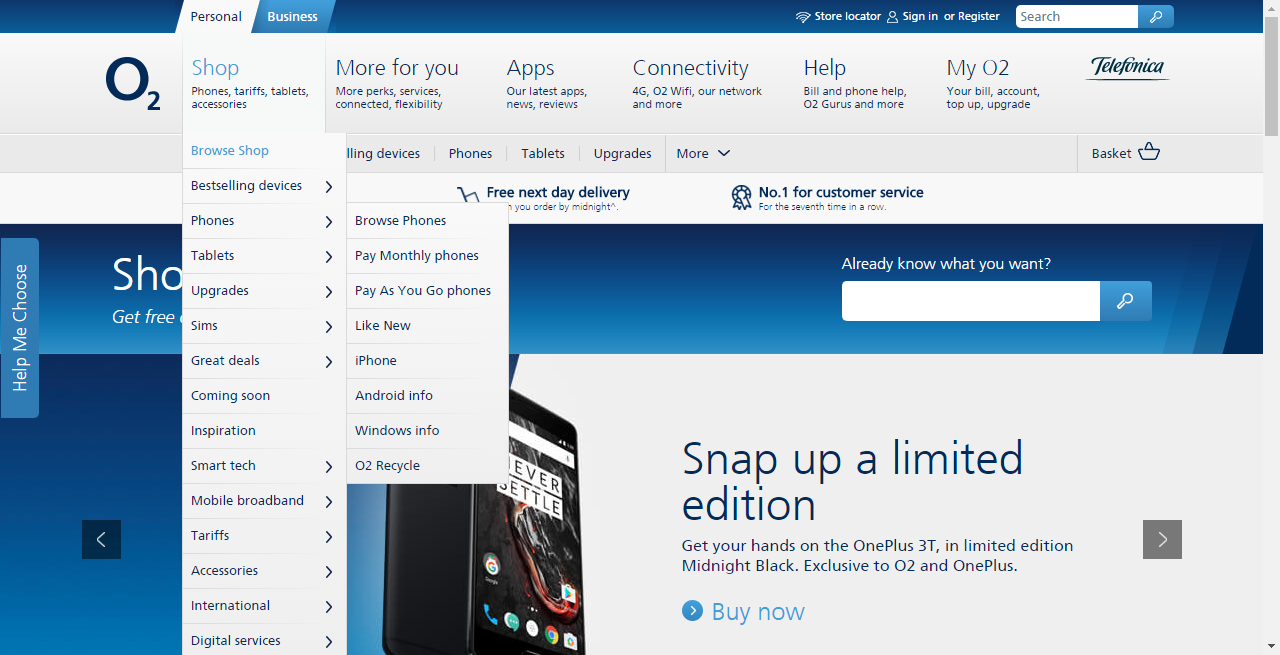 Personal
Business
Store locator
Sign in or Register
Search
O2
Shop
Phones, tariffs, tablets,
accessories
More for you
More perks, services,
connected, flexibility
Apps
Our latest apps,
news, reviews
Connectivity
4G, O2 Wifi, our network
and more
Help
Bill and phone help,
O2 Gurus and more
My O2
Your bill, account,
top up, upgrade
Telefónica
Browse Shop
Bestselling devices
Phones
Tablets
Upgrades
Sims
Great deals
Coming soon
Inspiration
Smart tech
Mobile broadband
Tariffs
Accessories
International
Digital services
Browse Phones
Pay Monthly phones
Pay As You Go phones
Like New
iPhone
Android info
Windows info
O2 Recycle
lling devices
Phones
Tablets
Upgrades
More
Basket
Free next day delivery
you order by midnight^.
No.1 for customer service
For the seventh time in a row.
Help Me Choose
Sho
Get free
Already know what you want?
NEVER
SETTLE
Google
Snap up a limited
edition
Get your hands on the OnePlus 3T, in limited edition
Midnight Black. Exclusive to O2 and OnePlus.
Buy now